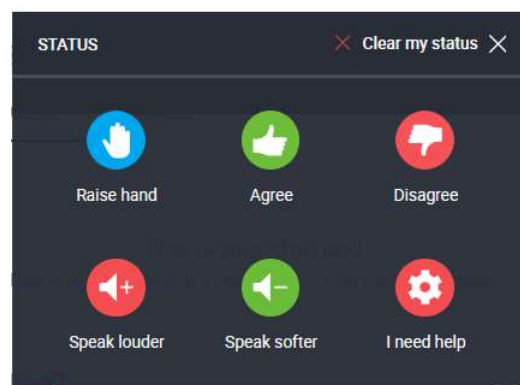 STATUS
Clear my status
Raise hand
Agree
Disagree
Speak louder
Speak softer
I need help